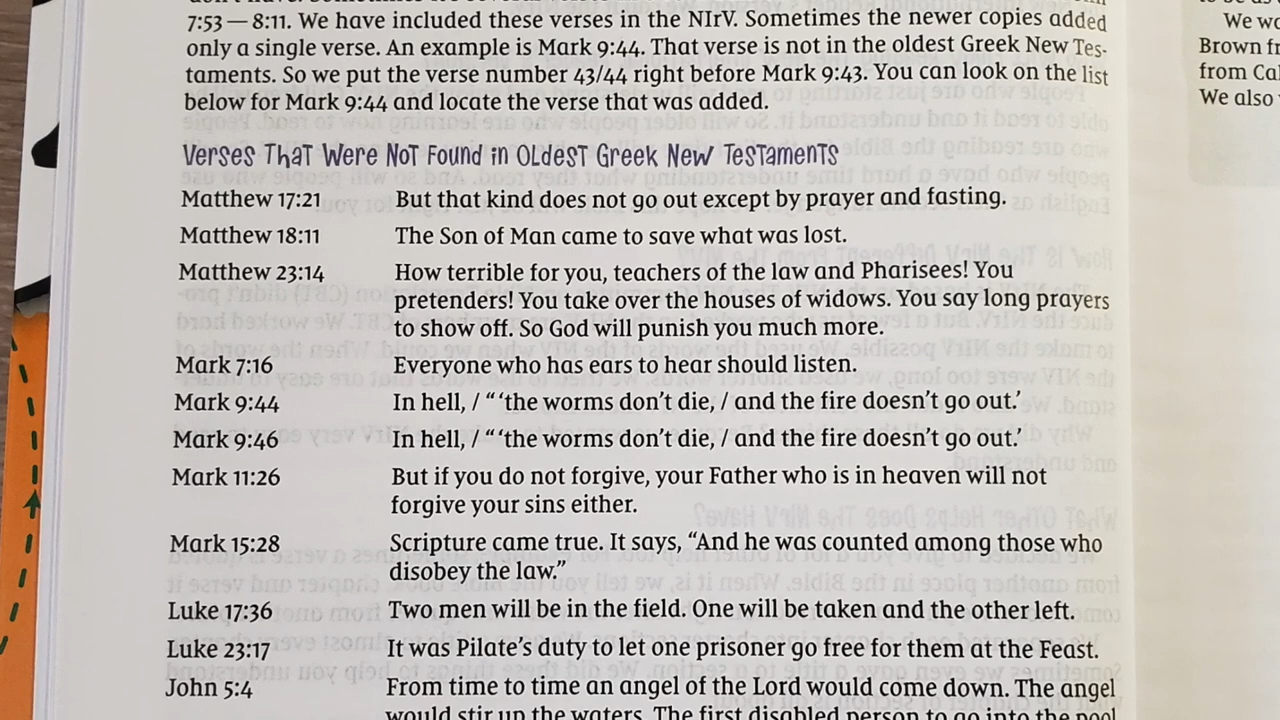 7:53 — 8:11. We have included these verses in the NIrV. Sometimes the newer copies added
only a single verse. An example is Mark 9:44. That verse is not in the oldest Greek New Tes-
taments. So we put the verse number 43/44 right before Mark 9:43. You can look on the list
below for Mark 9:44 and locate the verse that was added.
Verses That Were Not Found in Oldest Greek New Testaments
Matthew 17:21 But that kind does not go out except by prayer and fasting.
Matthew 18:11 The Son of Man came to save what was lost.
Matthew 23:14 How terrible for you, teachers of the law and Pharisees! You
pretenders! You take over the houses of widows. You say long prayers
to show off. So God will punish you much more.
Mark 7:16 Everyone who has ears to hear should listen.
Mark 9:44 In hell, / “ ‘the worms don’t die, / and the fire doesn’t go out.’
Mark 9:46 In hell, / “ ‘the worms don’t die, / and the fire doesn’t go out.’
Mark 11:26 But if you do not forgive, your Father who is in heaven will not
forgive your sins either.
Mark 15:28 Scripture came true. It says, “And he was counted among those who
disobey the law.”
Luke 17:36 Two men will be in the field. One will be taken and the other left.
Luke 23:17 It was Pilate’s duty to let one prisoner go free for them at the Feast.
John 5:4 From time to time an angel of the Lord would come down. The angel
would stir up the waters. The first disabled person to go into the pool
We
Brown
from
We also